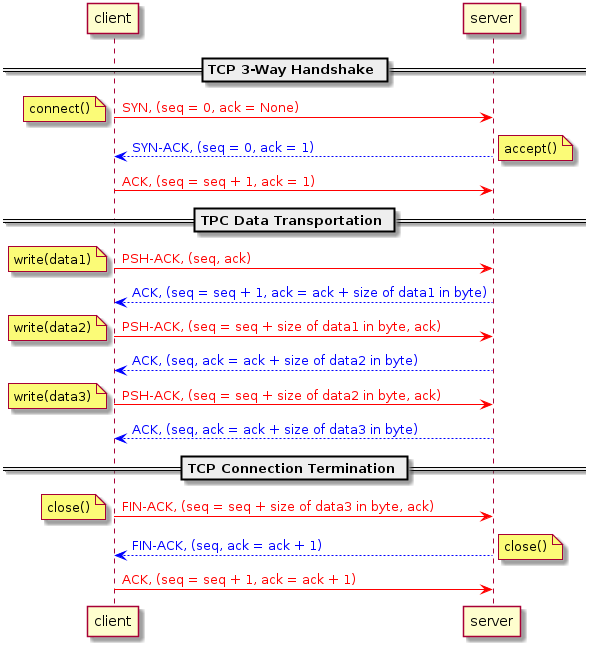 client server
TCP 3-Way Handshake
connect() SYN, (seq = 0, ack = None)
SYN-ACK, (seq = 0, ack = 1) accept()
ACK, (seq = seq + 1, ack = 1)
TPC Data Transportation
write(data1) PSH-ACK, (seq, ack)
ACK, (seq = seq + 1, ack = ack + size of data1 in byte)
write(data2) PSH-ACK, (seq = seq + size of data1 in byte, ack)
ACK, (seq, ack = ack + size of data2 in byte)
write(data3) PSH-ACK, (seq = seq + size of data2 in byte, ack)
ACK, (seq, ack = ack + size of data3 in byte)
TCP Connection Termination
close() FIN-ACK, (seq = seq + size of data3 in byte, ack)
FIN-ACK, (seq, ack = ack + 1) close()
ACK, (seq = seq + 1, ack = ack + 1)
client server